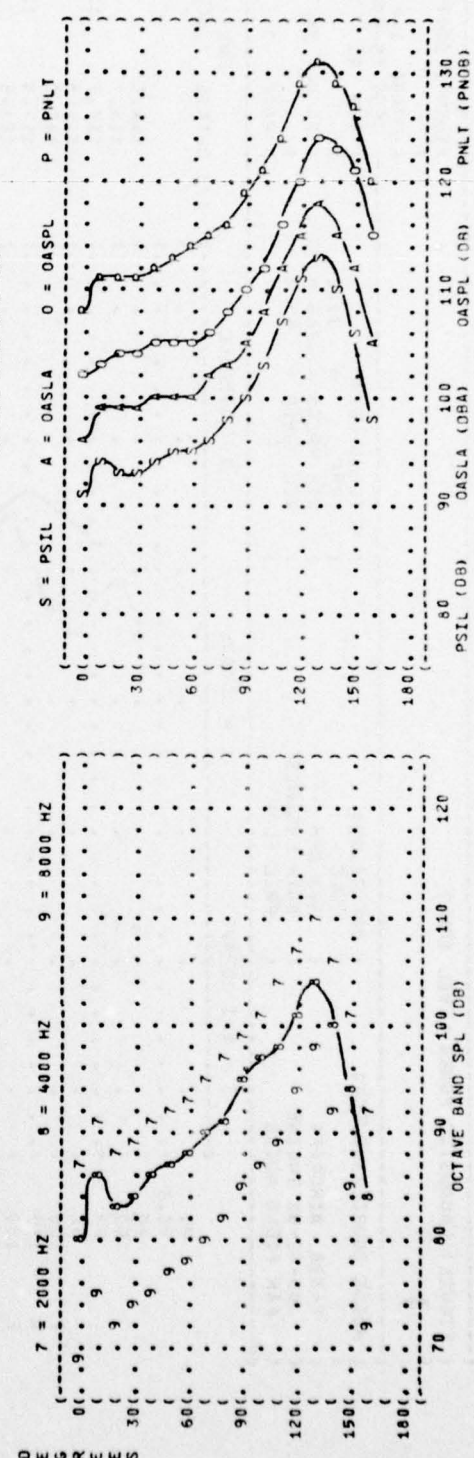 7 = 2000 HZ 8 = 4000 HZ 9 = 8000 HZ
D
E
G
R
E
E
S
0
30
60
90
120
150
180
70 80 90 100 110 120
OCTAVE BAND SPL (DB)
S = PSIL A = OASLA O = OASPL P = PNLT
0
30
60
90
120
150
180
80 90 100 110 120 130
PSIL (DB) OASLA (DBA) OASPL (DB) PNLT (PNDB)